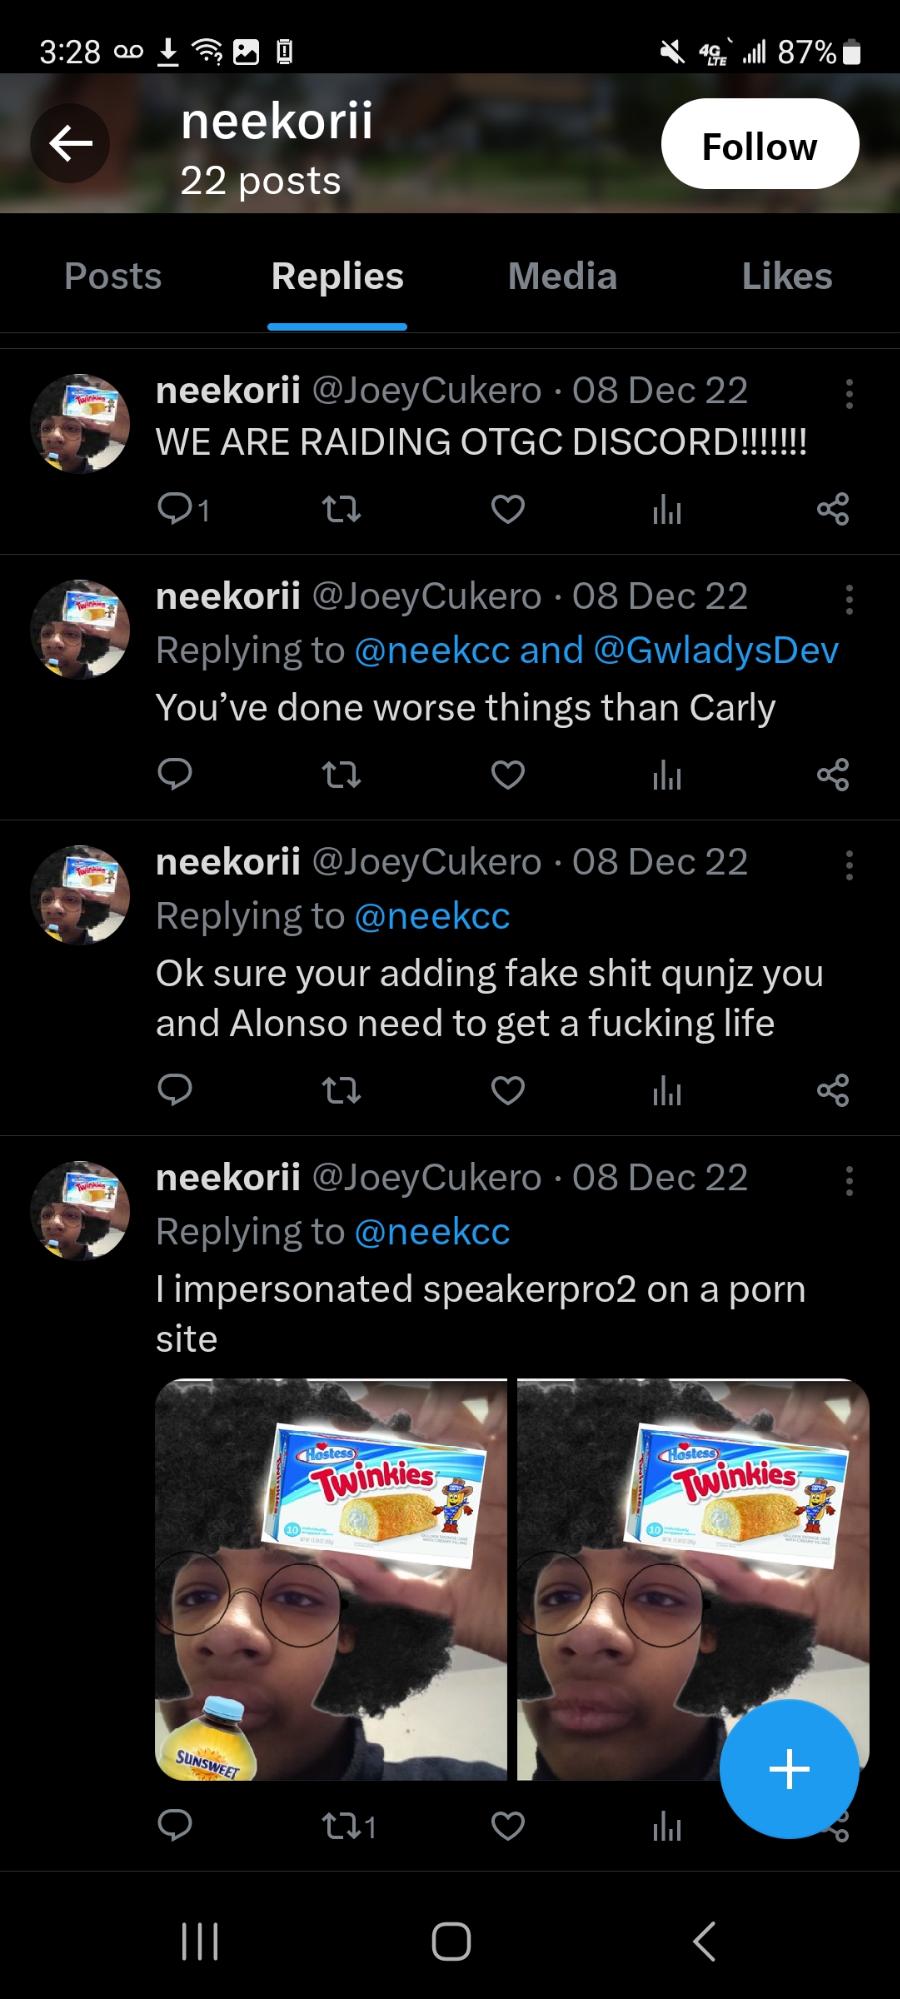 3:28
4G LTE 87%
neekorii
22 posts
Follow
Posts Replies Media Likes
neekorii @JoeyCukero · 08 Dec 22
WE ARE RAIDING OTGC DISCORD!!!!!!!
1
neekorii @JoeyCukero · 08 Dec 22
Replying to @neekcc and @GwladysDev
You’ve done worse things than Carly
neekorii @JoeyCukero · 08 Dec 22
Replying to @neekcc
Ok sure your adding fake shit qunjz you
and Alonso need to get a fucking life
neekorii @JoeyCukero · 08 Dec 22
Replying to @neekcc
I impersonated speakerpro2 on a porn
site
Hostess
Twinkies
10
Hostess
Twinkies
10
SUNSWEET
1